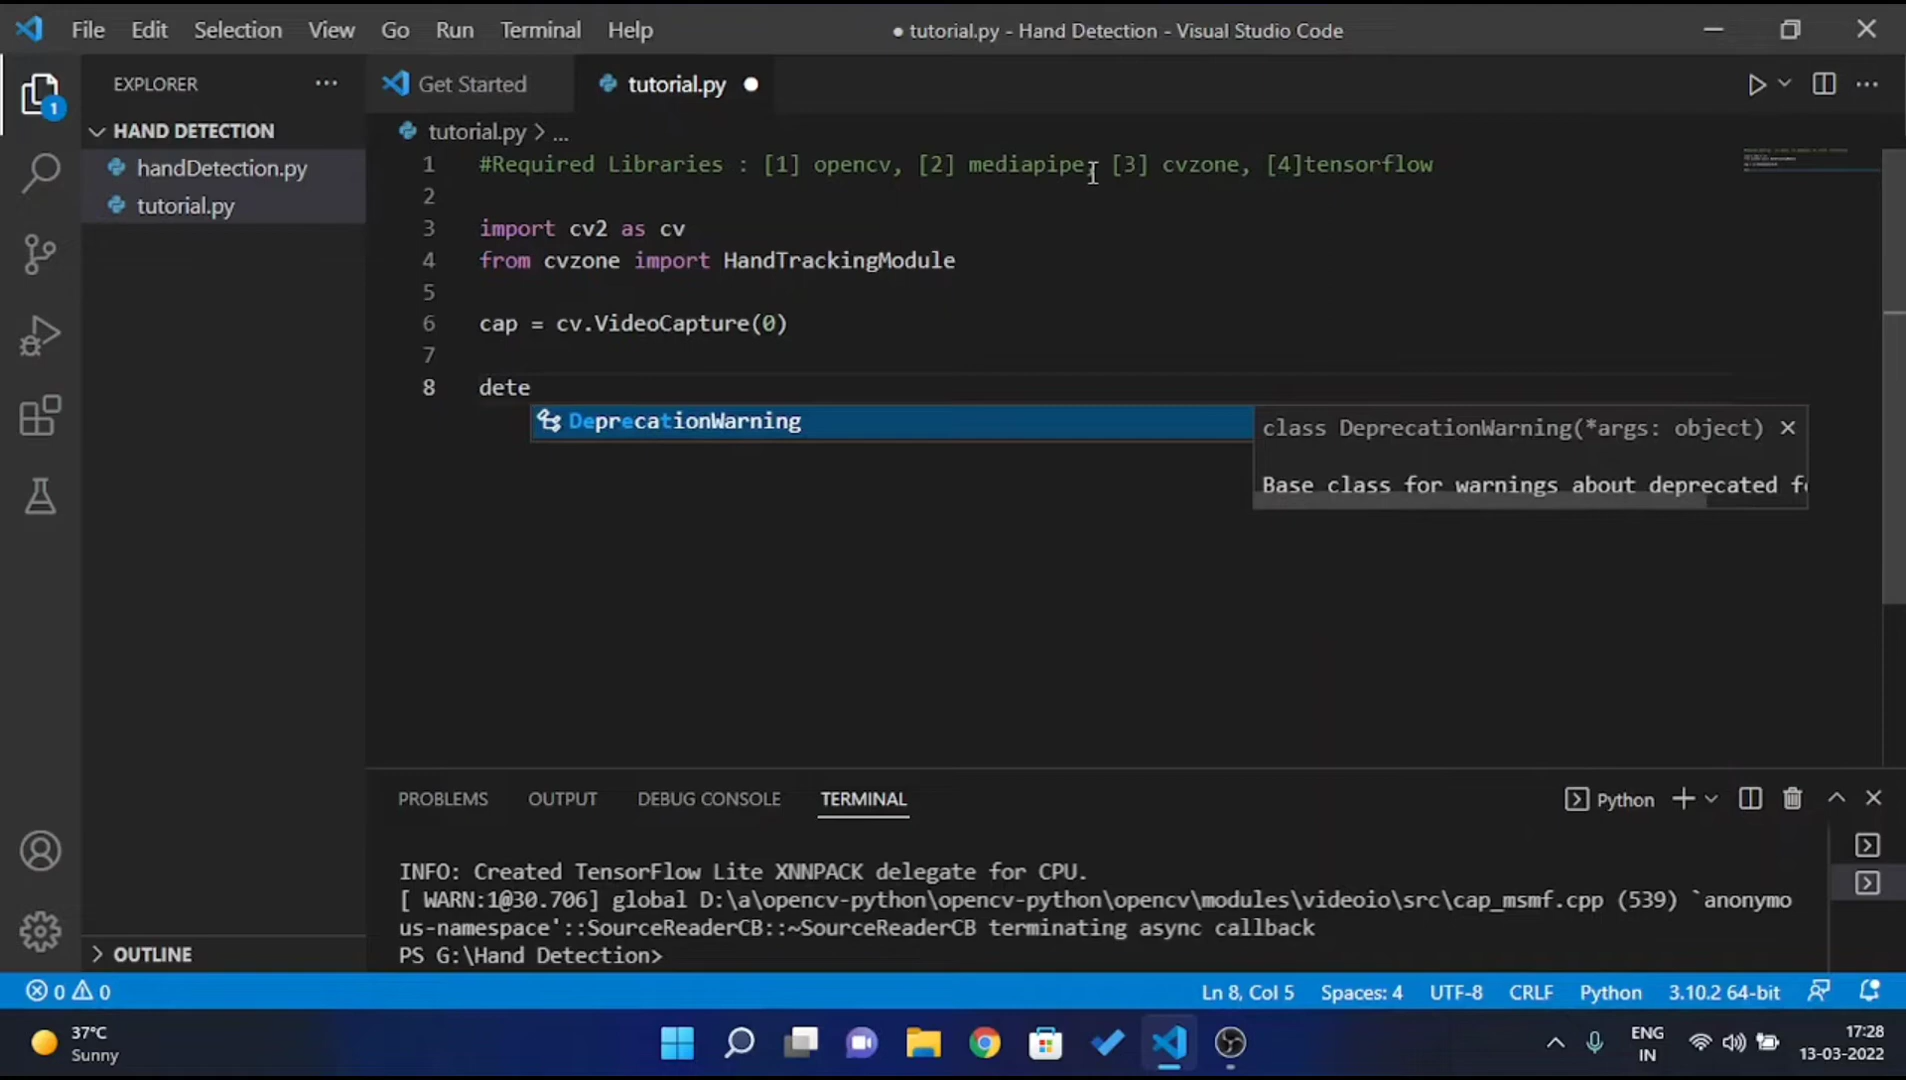 File Edit Selection View Go Run Terminal Help
● tutorial.py - Hand Detection - Visual Studio Code
EXPLORER
Get Started
tutorial.py
HAND DETECTION
tutorial.py > ...
handDetection.py
tutorial.py
1 #Required Libraries : [1] opencv, [2] mediapipe, [3] cvzone, [4]tensorflow
2
3 import cv2 as cv
4 from cvzone import HandTrackingModule
5
6 cap = cv.VideoCapture(0)
7
8 dete
DeprecationWarning
class DeprecationWarning(*args: object)
Base class for warnings about deprecated
PROBLEMS OUTPUT DEBUG CONSOLE TERMINAL
Python
INFO: Created TensorFlow Lite XNNPACK delegate for CPU.
[ WARN:1@30.706] global D:\a\opencv-python\opencv-python\opencv\modules\videoio\src\cap_msmf.cpp (539) `anonymo
us-namespace'::SourceReaderCB::~SourceReaderCB terminating async callback
PS G:\Hand Detection>
OUTLINE
1
0 0
Ln 8, Col 5 Spaces: 4 UTF-8 CRLF Python 3.10.2 64-bit
37°C
Sunny
ENG
IN
17:28
13-03-2022